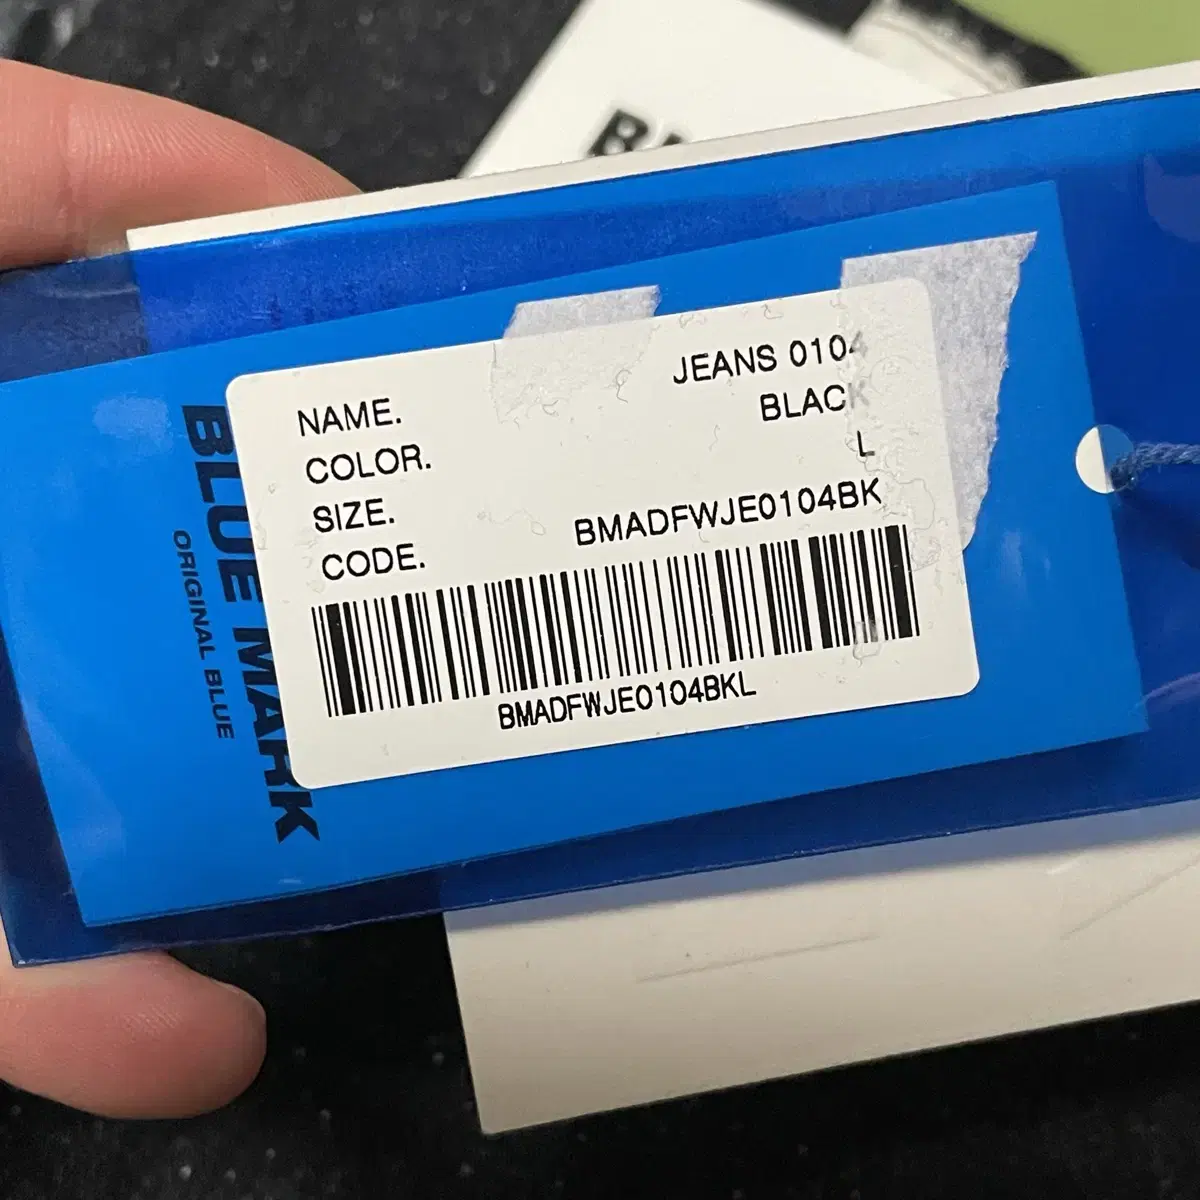 NAME. JEANS 0104
COLOR. BLACK
SIZE. L
CODE. BMADFWJE0104BK
BMADFWJE0104BKL
BLUE MARK
ORIGINAL BLUE